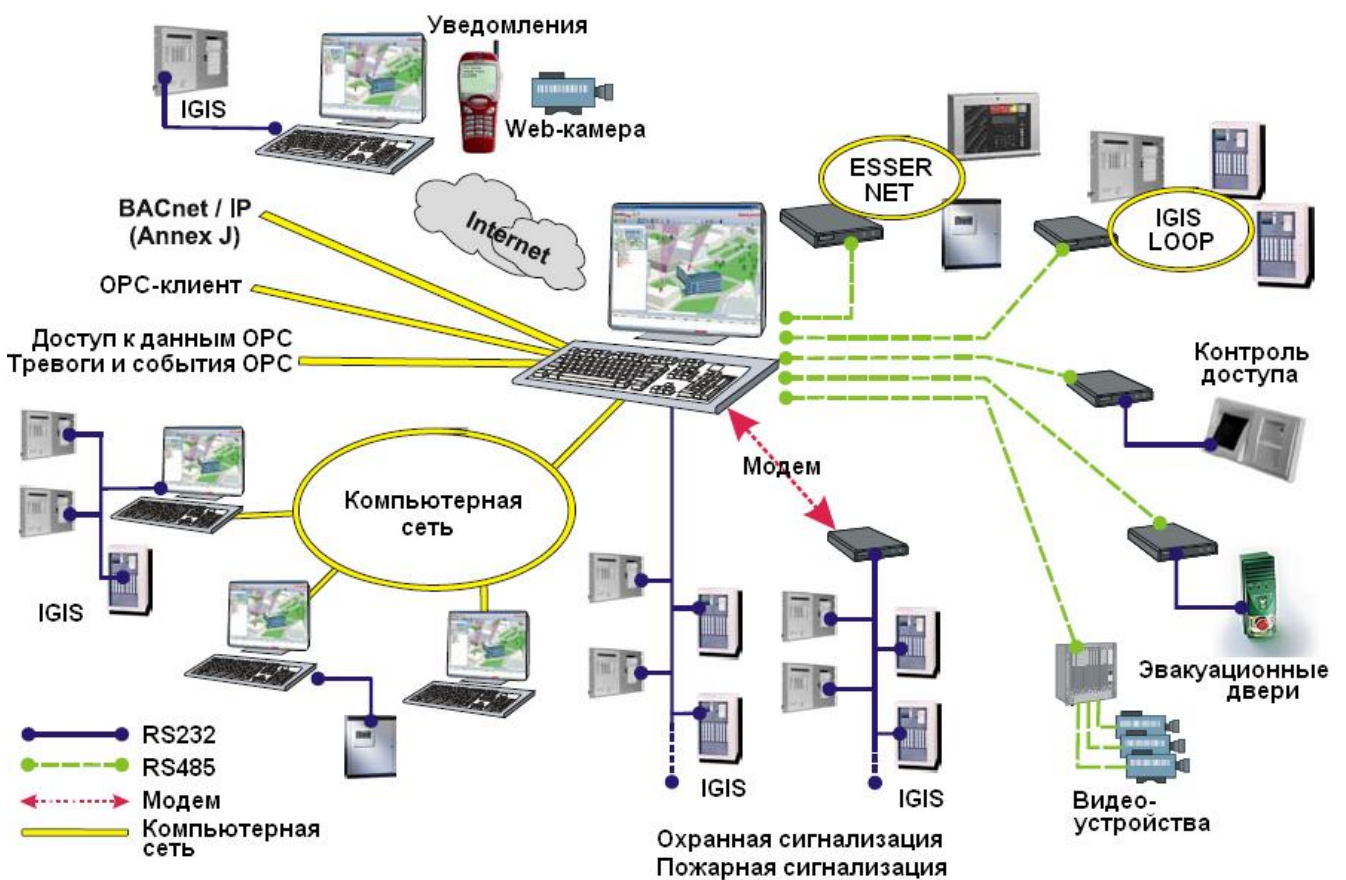 Уведомления
IGIS
Web-камера
ESSER
NET
IGIS
LOOP
BACnet / IP
(Annex J)
Internet
OPC-клиент
Доступ к данным OPC
Тревоги и события OPC
Контроль
доступа
Модем
Компьютерная
сеть
IGIS
Эвакуационные
двери
RS232
RS485
Модем
Компьютерная
сеть
IGIS
IGIS
Видео-
устройства
Охранная сигнализация
Пожарная сигнализация